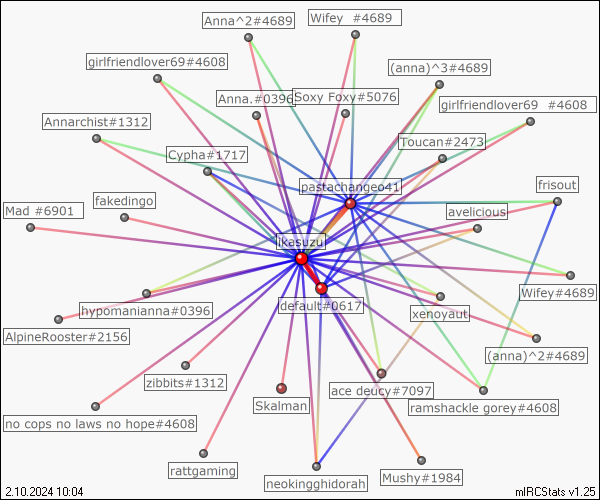 Anna^2#4689
Wifey  #4689
girlfriendlover69#4608
(anna)^3#4689
Anna.#0396
Soxy Foxy#5076
girlfriendlover69  #4608
Annarchist#1312
Toucan#2473
Cypha#1717
pastachangeo41
frisout
Mad #6901
fakedingo
avelicious
ikasuzu
Wifey#4689
default#0617
hypomanianna#0396
xenoyaut
AlpineRooster#2156
(anna)^2#4689
zibbits#1312
ace deucy#7097
Skalman
ramshackle gorey#4608
no cops no laws no hope#4608
rattgaming
neokingghidorah
Mushy#1984
2.10.2024 10:04
mIRCStats v1.25